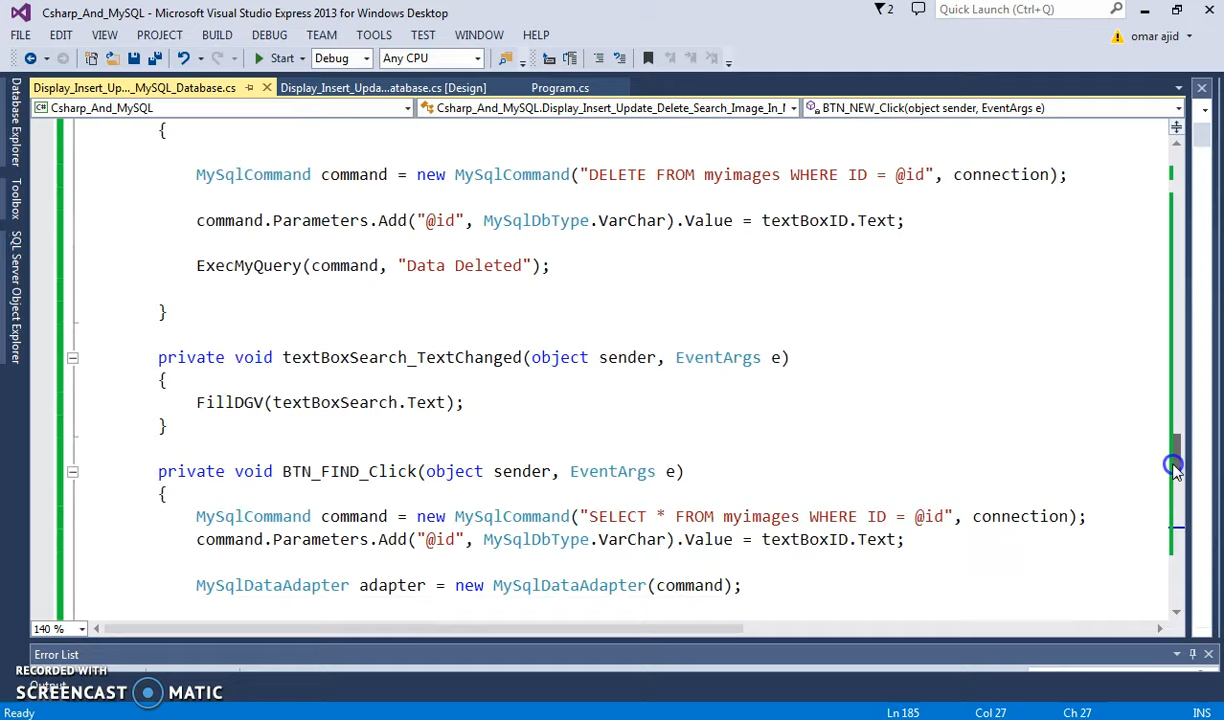 Csharp_And_MySQL - Microsoft Visual Studio Express 2013 for Windows Desktop
2
Quick Launch (Ctrl+Q)
FILE EDIT VIEW PROJECT BUILD DEBUG TEAM TOOLS TEST WINDOW HELP
omar ajid
Start Debug Any CPU
Display_Insert_Up..._MySQL_Database.cs
Display_Insert_Upda...atabase.cs [Design]
Program.cs
Csharp_And_MySQL
Csharp_And_MySQL.Display_Insert_Update_Delete_Search_Image_In_
BTN_NEW_Click(object sender, EventArgs e)
Database Explorer
Toolbox
SQL Server Object Explorer
{
MySqlCommand command = new MySqlCommand("DELETE FROM myimages WHERE ID = @id", connection);
command.Parameters.Add("@id", MySqlDbType.VarChar).Value = textBoxID.Text;
ExecMyQuery(command, "Data Deleted");
}
private void textBoxSearch_TextChanged(object sender, EventArgs e)
{
FillDGV(textBoxSearch.Text);
}
private void BTN_FIND_Click(object sender, EventArgs e)
{
MySqlCommand command = new MySqlCommand("SELECT * FROM myimages WHERE ID = @id", connection);
command.Parameters.Add("@id", MySqlDbType.VarChar).Value = textBoxID.Text;
MySqlDataAdapter adapter = new MySqlDataAdapter(command);
140 %
Error List
RECORDED WITH
SCREENCAST MATIC
Ready
Ln 185
Col 27
Ch 27
INS